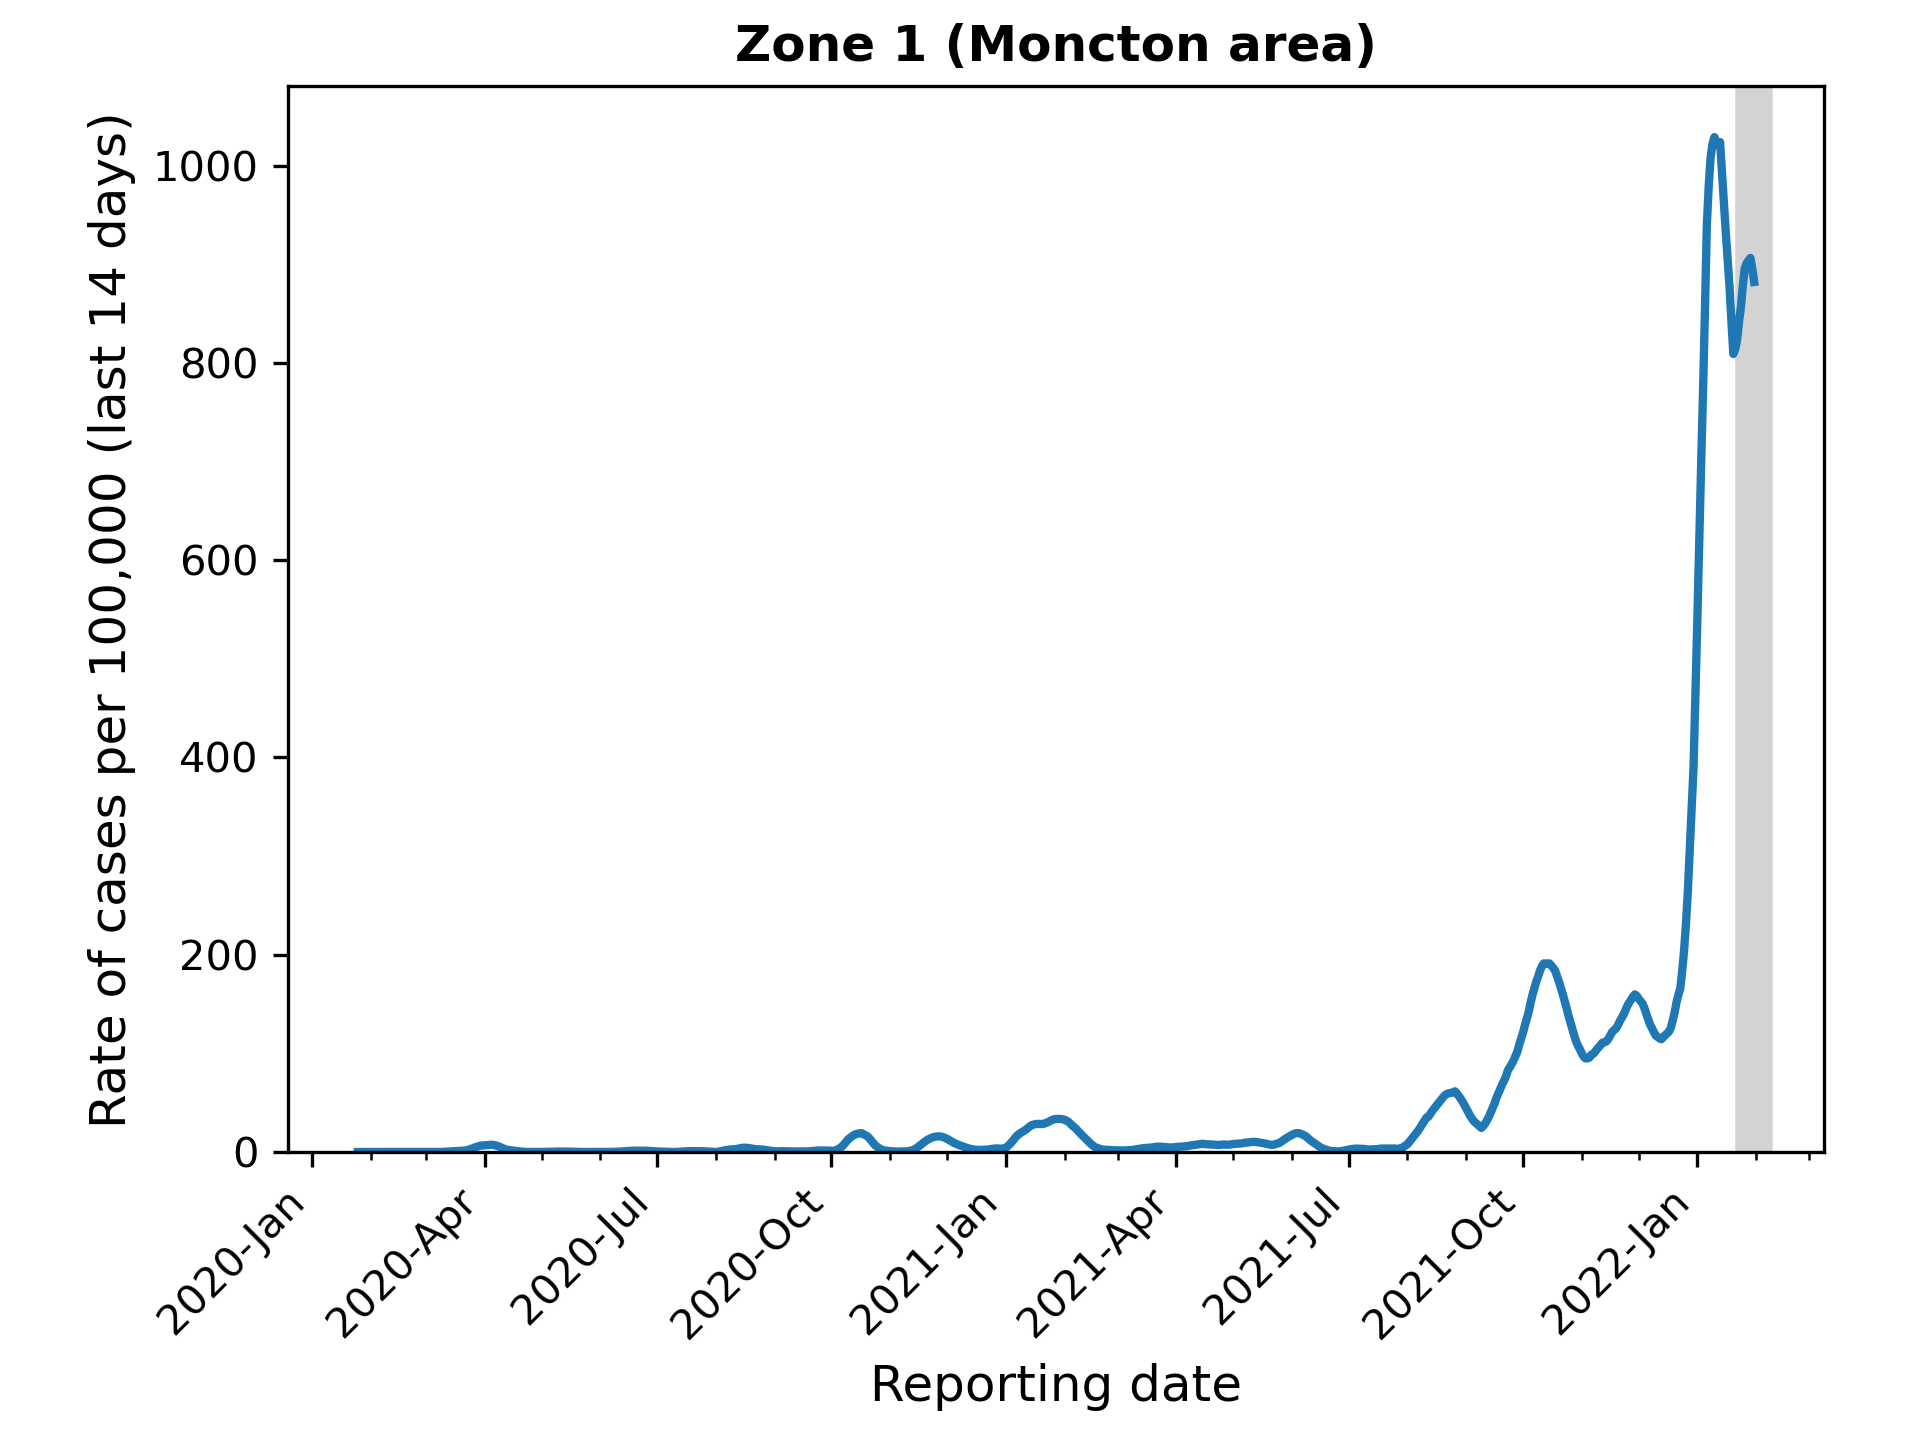 Zone 1 (Moncton area)
Rate of cases per 100,000 (last 14 days)
1000
800
600
400
200
0
2020-Jan
2020-Apr
2020-Jul
2020-Oct
2021-Jan
2021-Apr
2021-Jul
2021-Oct
2022-Jan
Reporting date